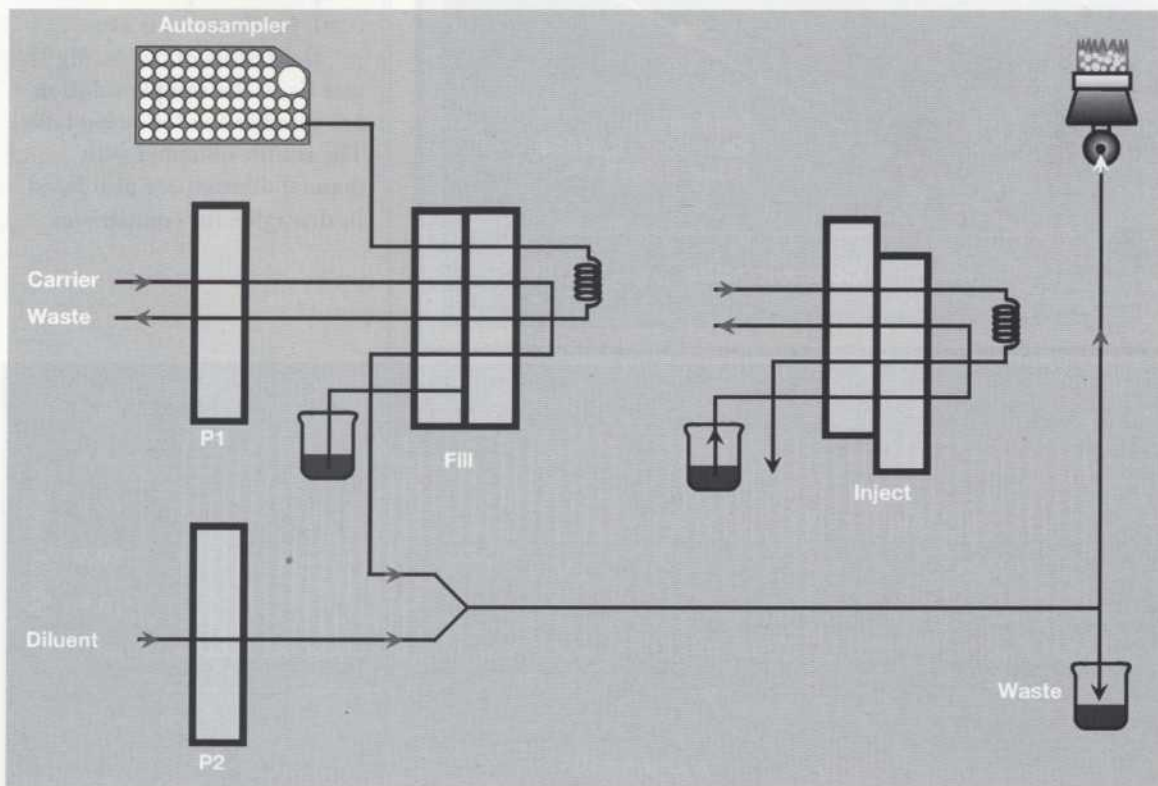 Autosampler
Carrier
Waste
P1
Fill
Inject
Diluent
Waste
P2